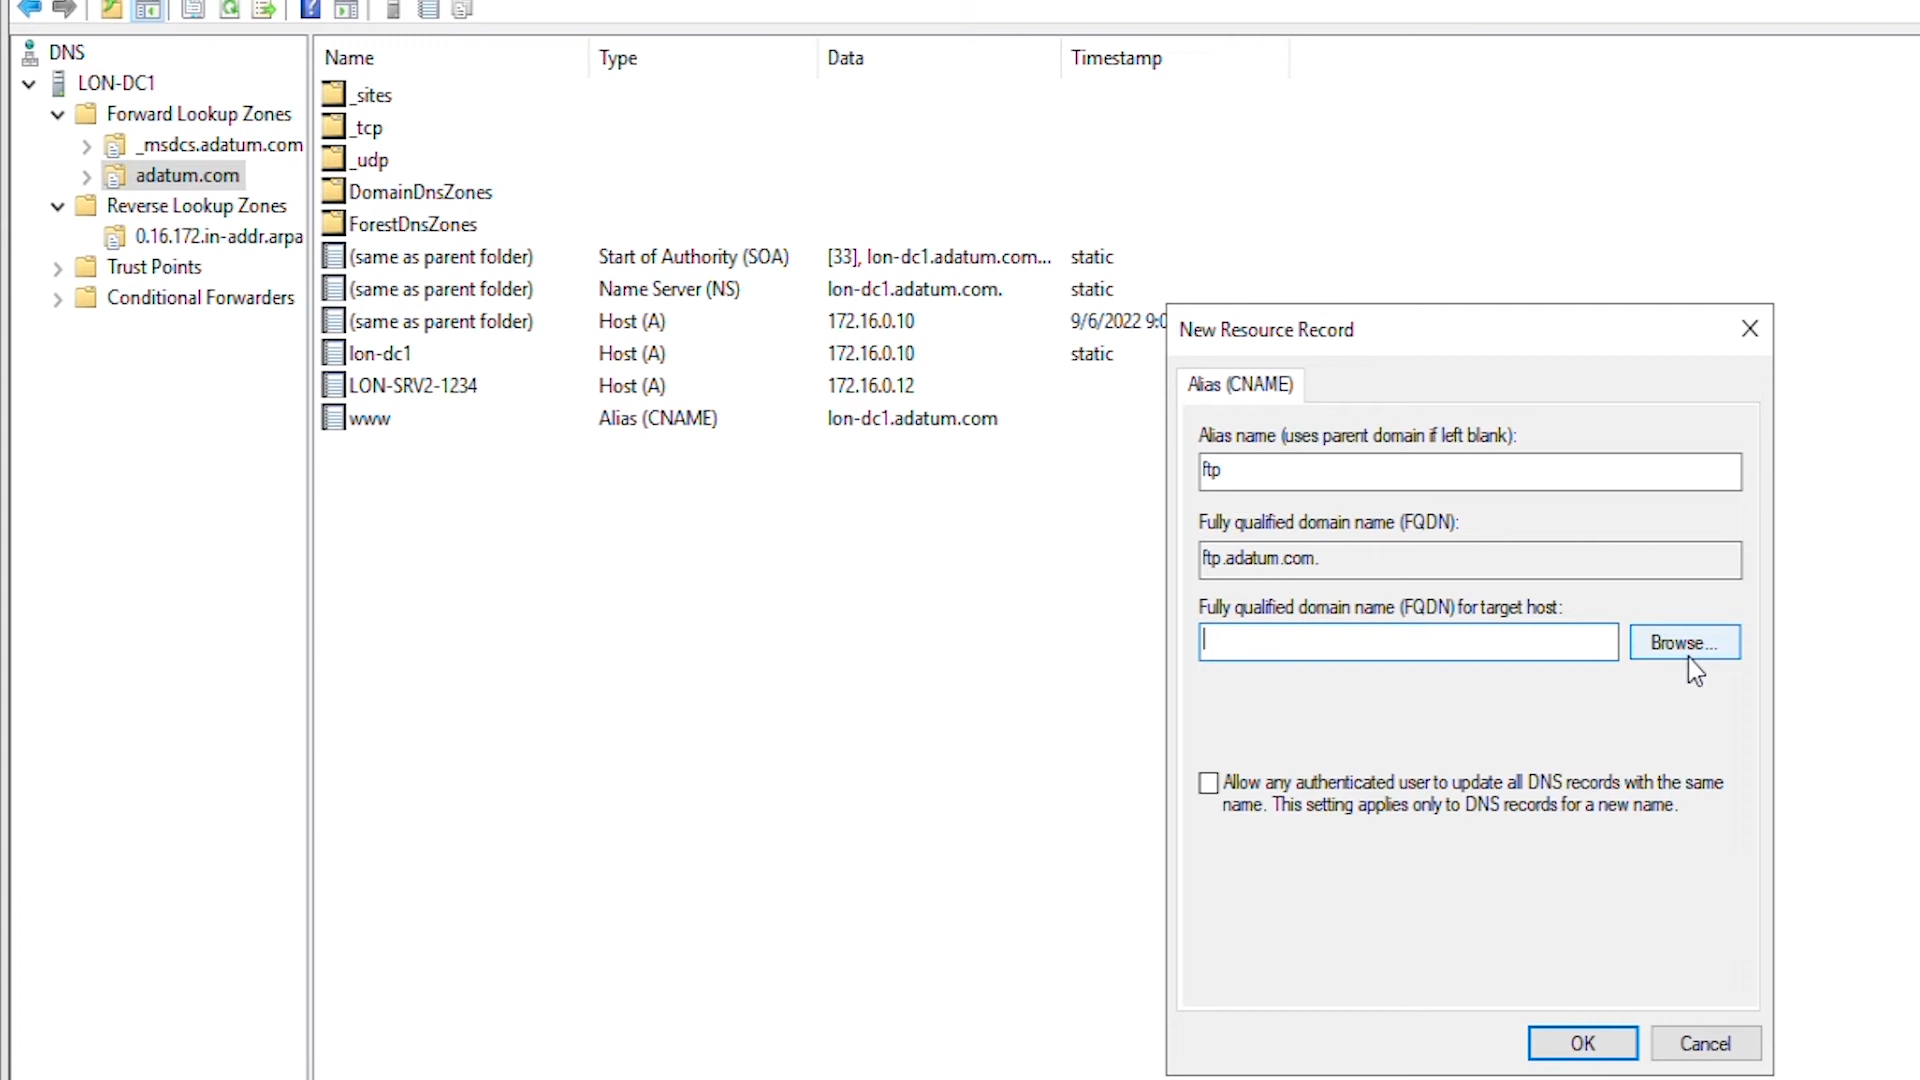 DNS
LON-DC1
Forward Lookup Zones
_msdcs.adatum.com
adatum.com
Reverse Lookup Zones
0.16.172.in-addr.arpa
Trust Points
Conditional Forwarders
Name Type Data Timestamp
_sites
_tcp
_udp
DomainDnsZones
ForestDnsZones
(same as parent folder) Start of Authority (SOA) [33], lon-dc1.adatum.com... static
(same as parent folder) Name Server (NS) lon-dc1.adatum.com. static
(same as parent folder) Host (A) 172.16.0.10 9/6/2022 9:0
lon-dc1 Host (A) 172.16.0.10 static
LON-SRV2-1234 Host (A) 172.16.0.12
www Alias (CNAME) lon-dc1.adatum.com
New Resource Record
Alias (CNAME)
Alias name (uses parent domain if left blank):
ftp
Fully qualified domain name (FQDN):
ftp.adatum.com.
Fully qualified domain name (FQDN) for target host:
Browse...
Allow any authenticated user to update all DNS records with the same
name. This setting applies only to DNS records for a new name.
OK Cancel